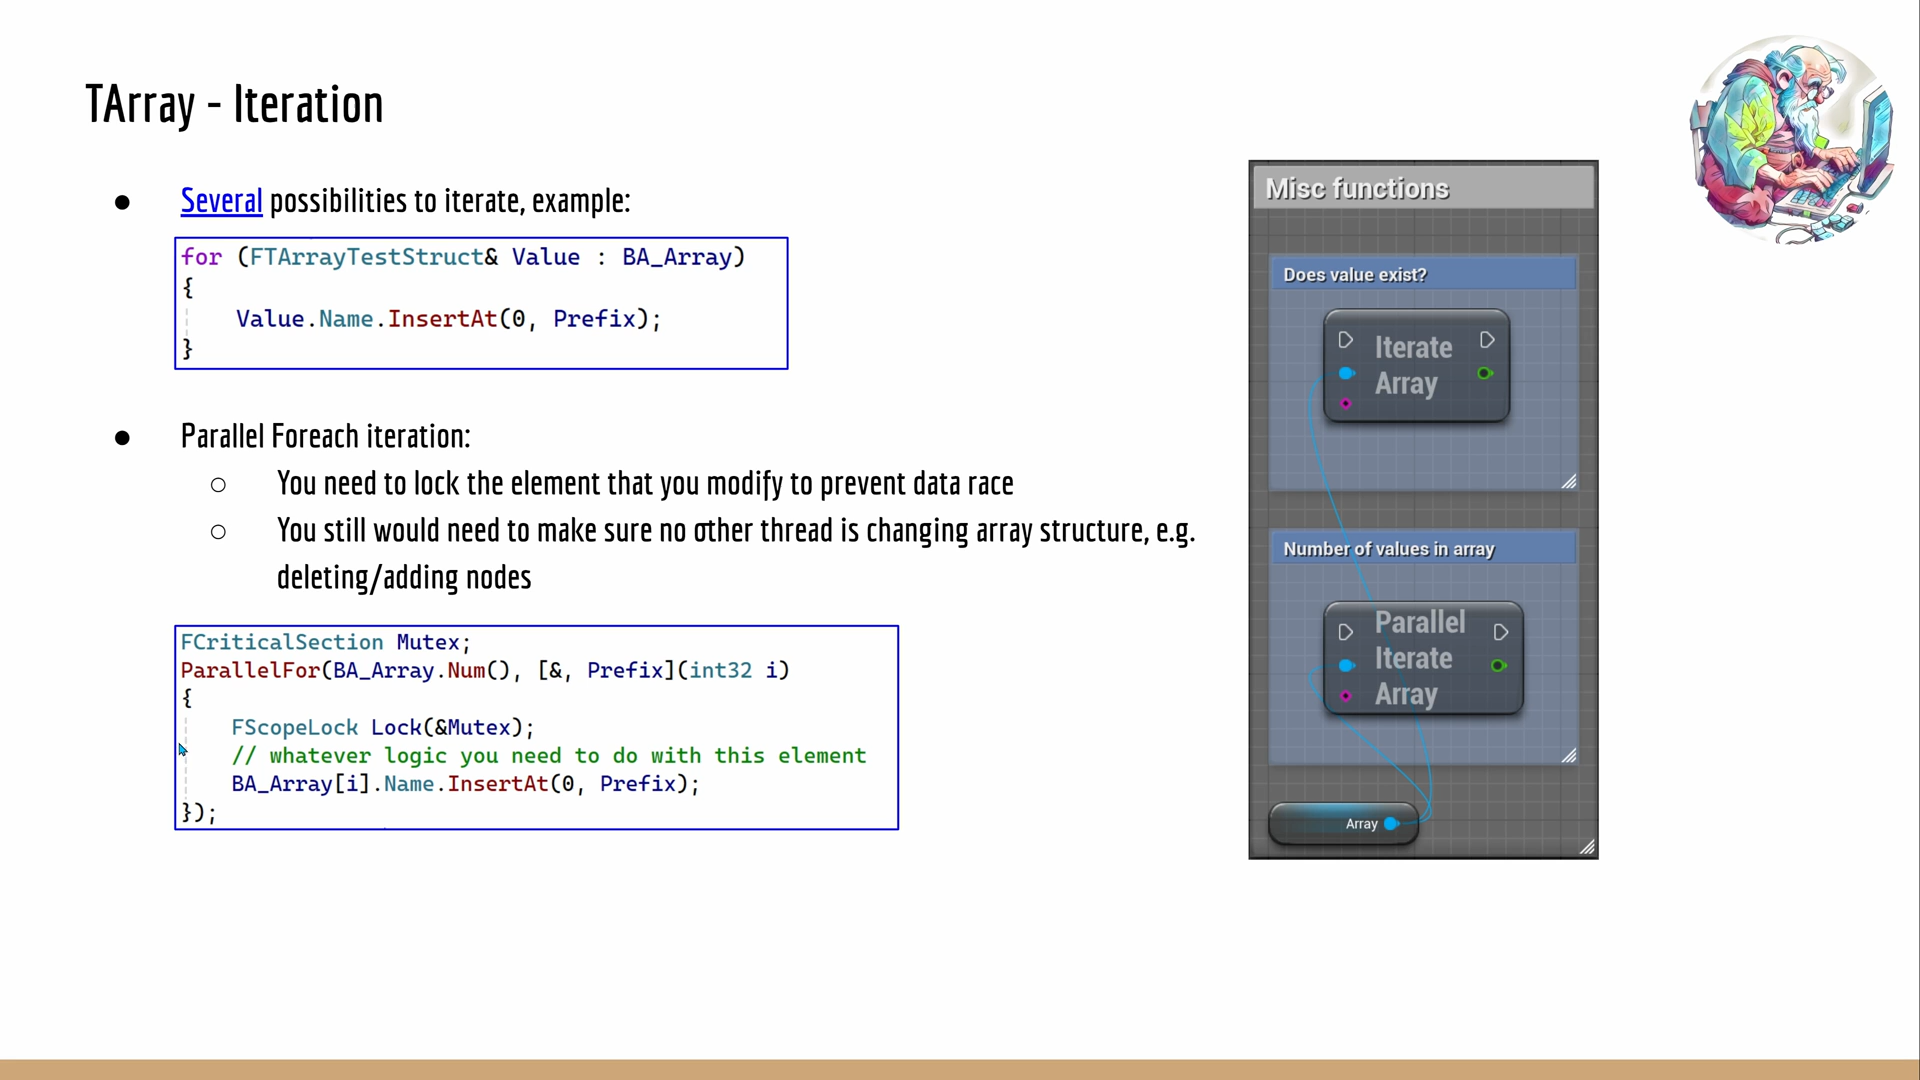 TArray - Iteration
● Several possibilities to iterate, example:
for (FTArrayTestStruct& Value : BA_Array)
{
Value.Name.InsertAt(0, Prefix);
}
● Parallel Foreach iteration:
○ You need to lock the element that you modify to prevent data race
○ You still would need to make sure no other thread is changing array structure, e.g.
deleting/adding nodes
FCriticalSection Mutex;
ParallelFor(BA_Array.Num(), [&, Prefix](int32 i)
{
FScopeLock Lock(&Mutex);
// whatever logic you need to do with this element
BA_Array[i].Name.InsertAt(0, Prefix);
});
Misc functions
Does value exist?
Iterate
Array
Number of values in array
Parallel
Iterate
Array
Array